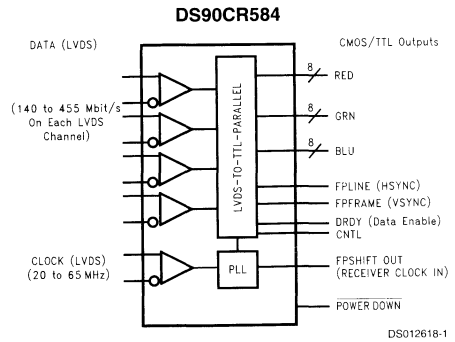 DS90CR584
DATA (LVDS)
CMOS/TTL Outputs
(140 to 455 Mbit/s
On Each LVDS
Channel)
LVDS-TO-TTL-PARALLEL
8
RED
8
GRN
8
BLU
FPLINE (HSYNC)
FPFRAME (VSYNC)
DRDY (Data Enable)
CNTL
CLOCK (LVDS)
(20 to 65 MHz)
PLL
FPSHIFT OUT
(RECEIVER CLOCK IN)
POWER DOWN
DS012618-1